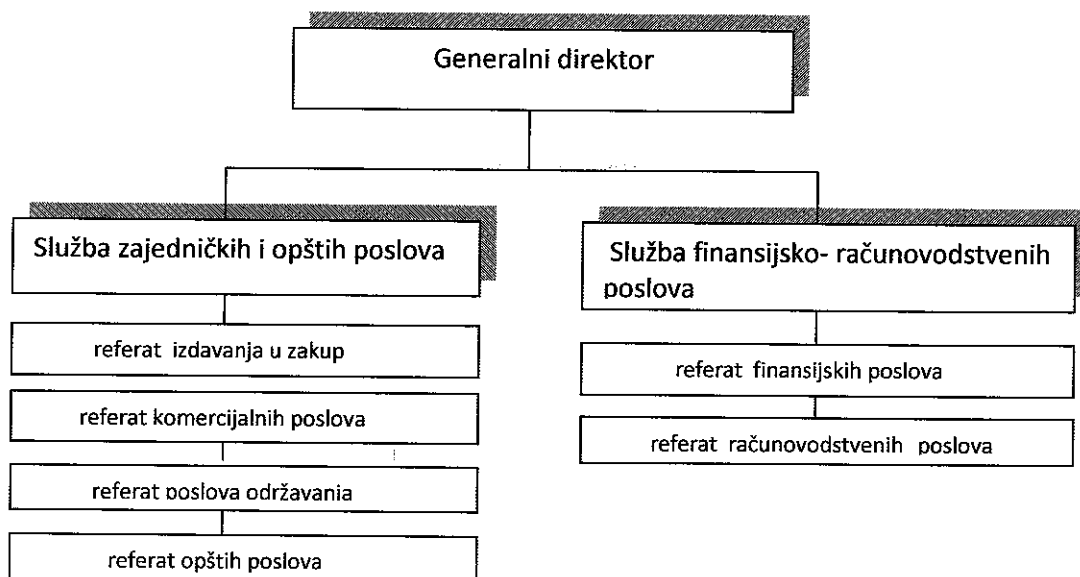 Generalni direktor
Služba zajedničkih i opštih poslova
referat izdavanja u zakup
referat komercijalnih poslova
referat poslova održavanja
referat opštih poslova
Služba finansijsko- računovodstvenih
poslova
referat finansijskih poslova
referat računovodstvenih poslova